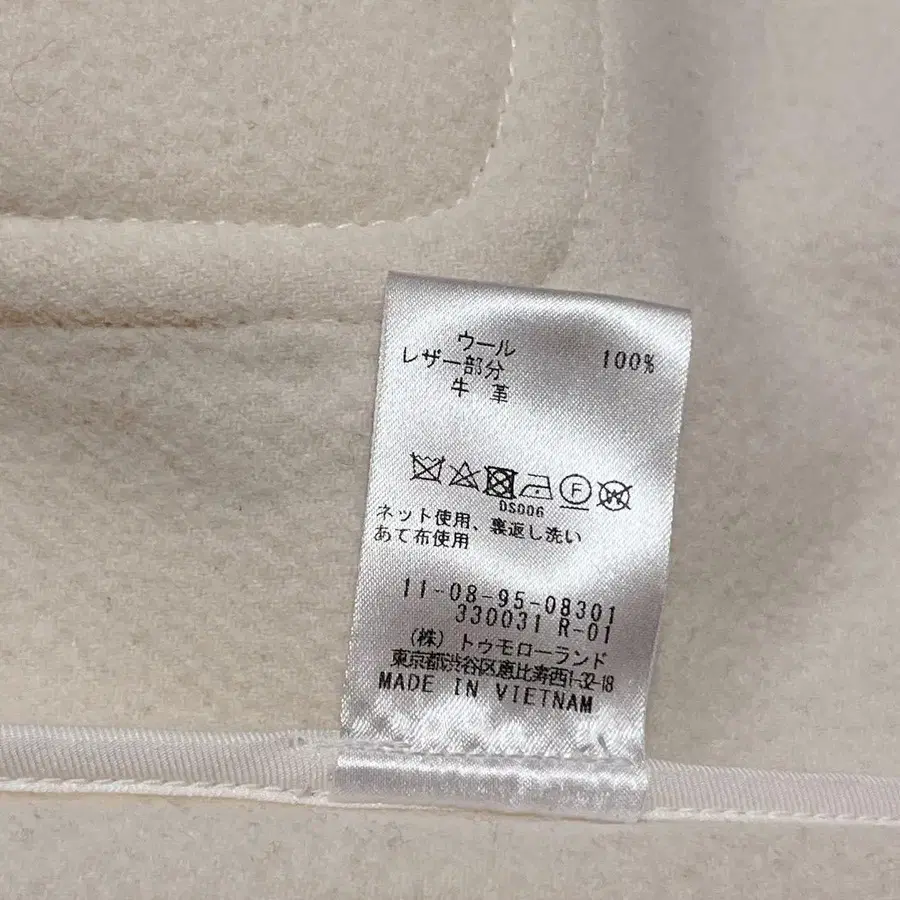 ウール 100%
レザー部分
牛 革
F W
DS006
ネット使用、裏返し洗い
あて布使用
11-08-95-08301
330031 R-01
(株) トゥモローランド
東京都渋谷区恵比寿西1-32-18
MADE IN VIETNAM